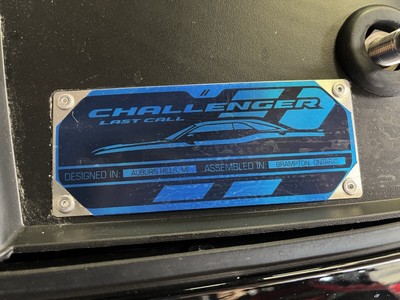 CHALLENGER
LAST CALL
DESIGNED IN: AUBURN HILLS, MI ASSEMBLED IN: BRAMPTON, ONTARIO